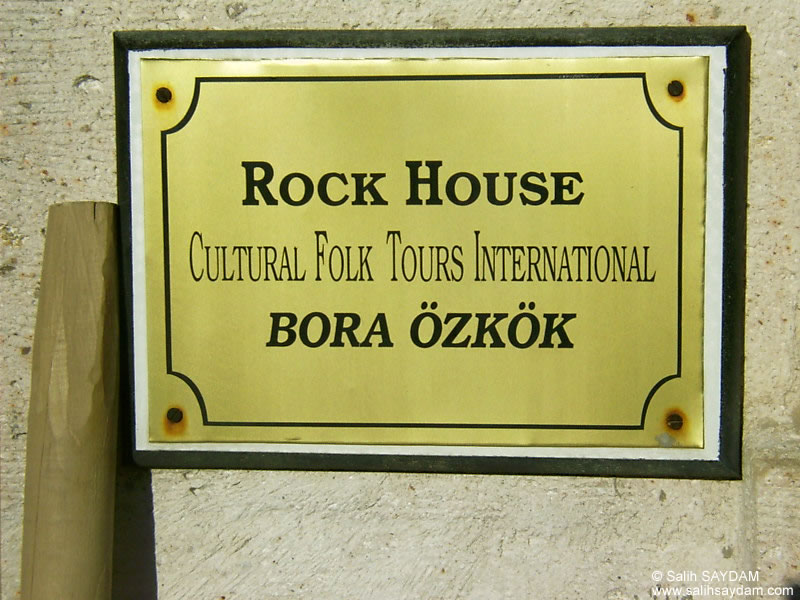 ROCK HOUSE
CULTURAL FOLK TOURS INTERNATIONAL
BORA ÖZKÖK
© Salih SAYDAM
www.salihsaydam.com